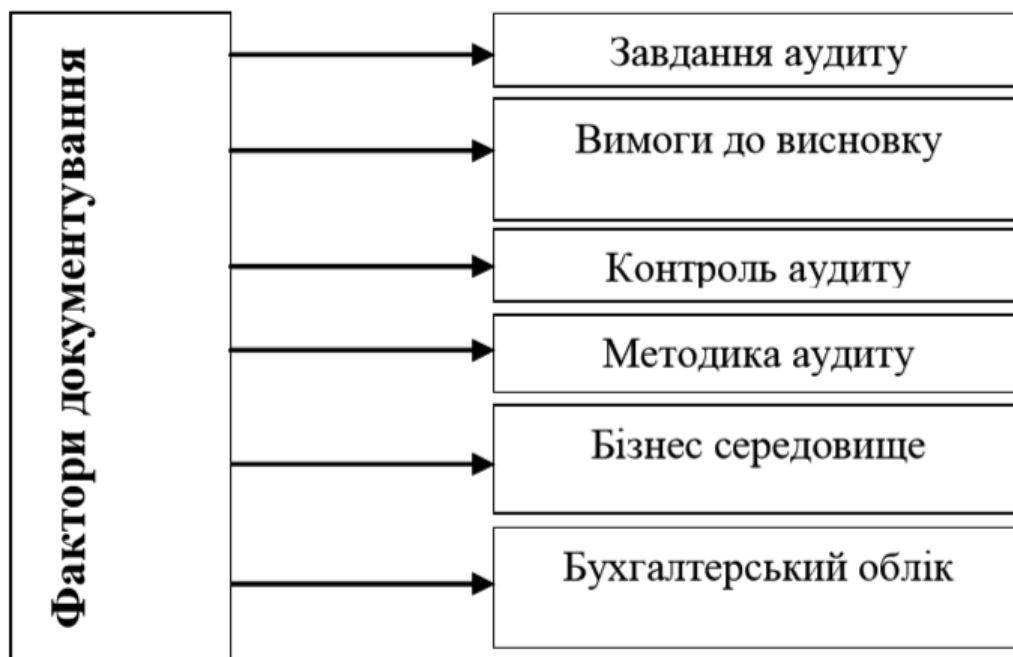 Фактори документування
Завдання аудиту
Вимоги до висновку
Контроль аудиту
Методика аудиту
Бізнес середовище
Бухгалтерський облік